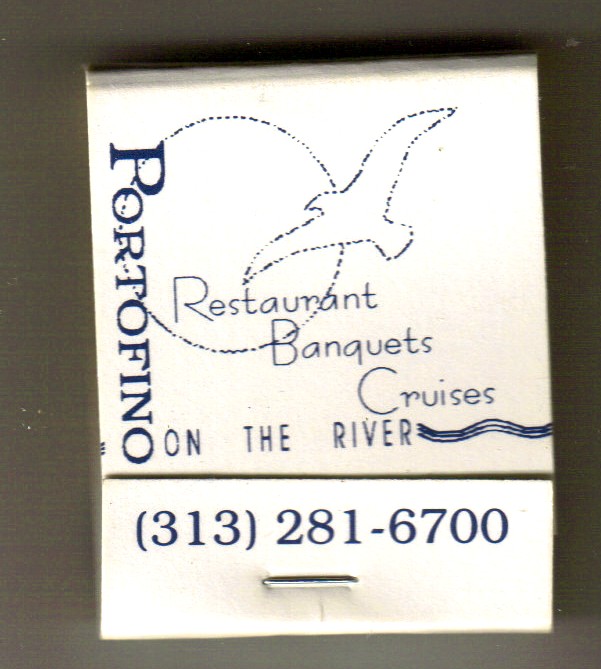 PORTOFINO
Restaurant
Banquets
Cruises
ON THE RIVER
(313) 281-6700